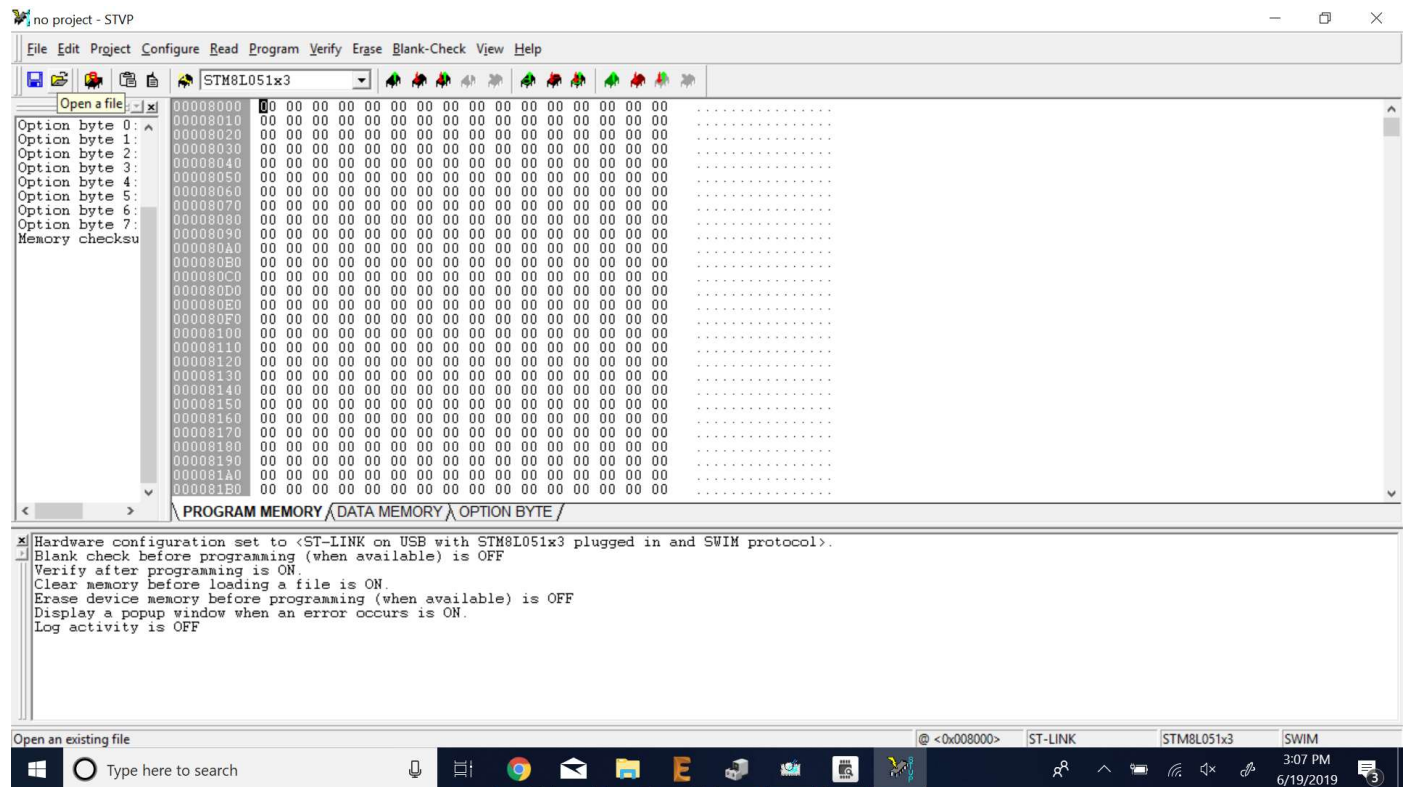 no project - STVP
File Edit Project Configure Read Program Verify Erase Blank-Check View Help
STM8L051x3
Open a file
Option byte 0:
Option byte 1:
Option byte 2:
Option byte 3:
Option byte 4:
Option byte 5:
Option byte 6:
Option byte 7:
Memory checksu
00008000 00 00 00 00 00 00 00 00 00 00 00 00 00 00 00 00 ................
00008010 00 00 00 00 00 00 00 00 00 00 00 00 00 00 00 00 ................
00008020 00 00 00 00 00 00 00 00 00 00 00 00 00 00 00 00 ................
00008030 00 00 00 00 00 00 00 00 00 00 00 00 00 00 00 00 ................
00008040 00 00 00 00 00 00 00 00 00 00 00 00 00 00 00 00 ................
00008050 00 00 00 00 00 00 00 00 00 00 00 00 00 00 00 00 ................
00008060 00 00 00 00 00 00 00 00 00 00 00 00 00 00 00 00 ................
00008070 00 00 00 00 00 00 00 00 00 00 00 00 00 00 00 00 ................
00008080 00 00 00 00 00 00 00 00 00 00 00 00 00 00 00 00 ................
00008090 00 00 00 00 00 00 00 00 00 00 00 00 00 00 00 00 ................
000080A0 00 00 00 00 00 00 00 00 00 00 00 00 00 00 00 00 ................
000080B0 00 00 00 00 00 00 00 00 00 00 00 00 00 00 00 00 ................
000080C0 00 00 00 00 00 00 00 00 00 00 00 00 00 00 00 00 ................
000080D0 00 00 00 00 00 00 00 00 00 00 00 00 00 00 00 00 ................
000080E0 00 00 00 00 00 00 00 00 00 00 00 00 00 00 00 00 ................
000080F0 00 00 00 00 00 00 00 00 00 00 00 00 00 00 00 00 ................
00008100 00 00 00 00 00 00 00 00 00 00 00 00 00 00 00 00 ................
00008110 00 00 00 00 00 00 00 00 00 00 00 00 00 00 00 00 ................
00008120 00 00 00 00 00 00 00 00 00 00 00 00 00 00 00 00 ................
00008130 00 00 00 00 00 00 00 00 00 00 00 00 00 00 00 00 ................
00008140 00 00 00 00 00 00 00 00 00 00 00 00 00 00 00 00 ................
00008150 00 00 00 00 00 00 00 00 00 00 00 00 00 00 00 00 ................
00008160 00 00 00 00 00 00 00 00 00 00 00 00 00 00 00 00 ................
00008170 00 00 00 00 00 00 00 00 00 00 00 00 00 00 00 00 ................
00008180 00 00 00 00 00 00 00 00 00 00 00 00 00 00 00 00 ................
00008190 00 00 00 00 00 00 00 00 00 00 00 00 00 00 00 00 ................
000081A0 00 00 00 00 00 00 00 00 00 00 00 00 00 00 00 00 ................
000081B0 00 00 00 00 00 00 00 00 00 00 00 00 00 00 00 00 ................
PROGRAM MEMORY DATA MEMORY OPTION BYTE
Hardware configuration set to <ST-LINK on USB with STM8L051x3 plugged in and SWIM protocol>.
Blank check before programming (when available) is OFF
Verify after programming is ON.
Clear memory before loading a file is ON.
Erase device memory before programming (when available) is OFF
Display a popup window when an error occurs is ON.
Log activity is OFF
Open an existing file @ <0x008000> ST-LINK STM8L051x3 SWIM
Type here to search
3:07 PM
6/19/2019
3